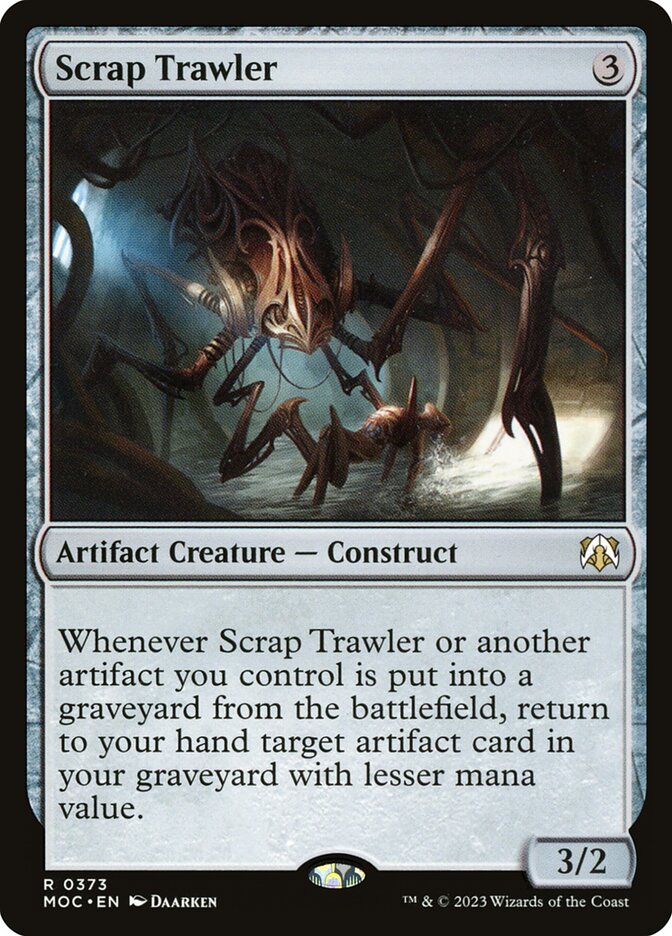 Scrap Trawler 3
Artifact Creature — Construct
Whenever Scrap Trawler or another
artifact you control is put into a
graveyard from the battlefield, return
to your hand target artifact card in
your graveyard with lesser mana
value.
3/2
R 0373
MOC • EN DAARKEN
™ & © 2023 Wizards of the Coast